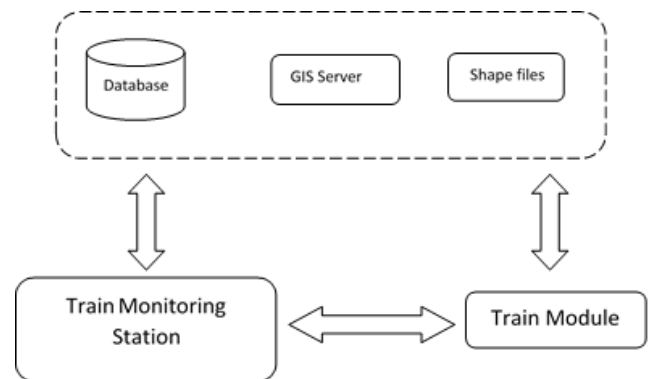 Database
GIS Server
Shape files
Train Monitoring
Station
Train Module